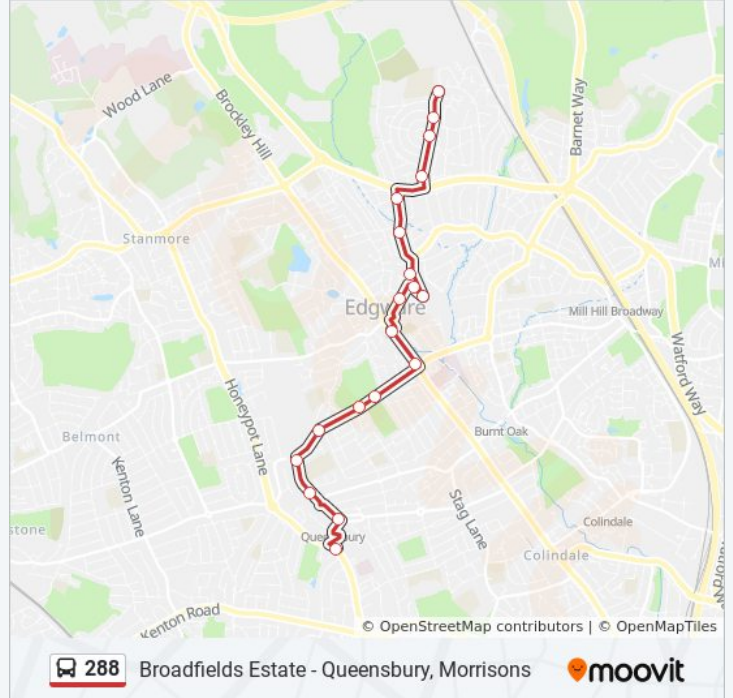 Wood Lane
Brockley Hill
Barnet Way
Stanmore
Mi
Edgware
Mill Hill Broadway
Watford Way
Honeypot Lane
Belmont
Burnt Oak
Kenton Lane
Stag Lane
stone
Colindale
Queensbury
Colindale
Kenton Road
© OpenStreetMap contributors | © OpenMapTiles
288 Broadfields Estate - Queensbury, Morrisons moovit